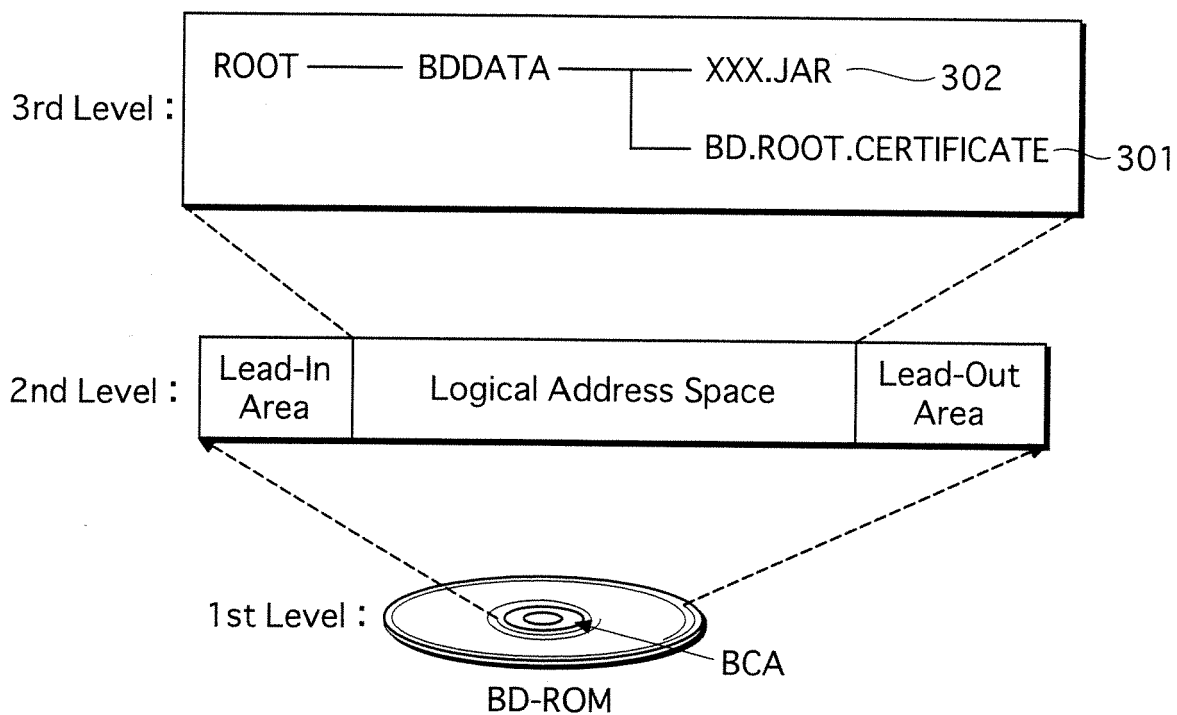 ROOT BDDATA XXX.JAR 302
3rd Level :
BD.ROOT.CERTIFICATE 301
2nd Level :
Lead-In
Area
Logical Address Space
Lead-Out
Area
1st Level :
BCA
BD-ROM